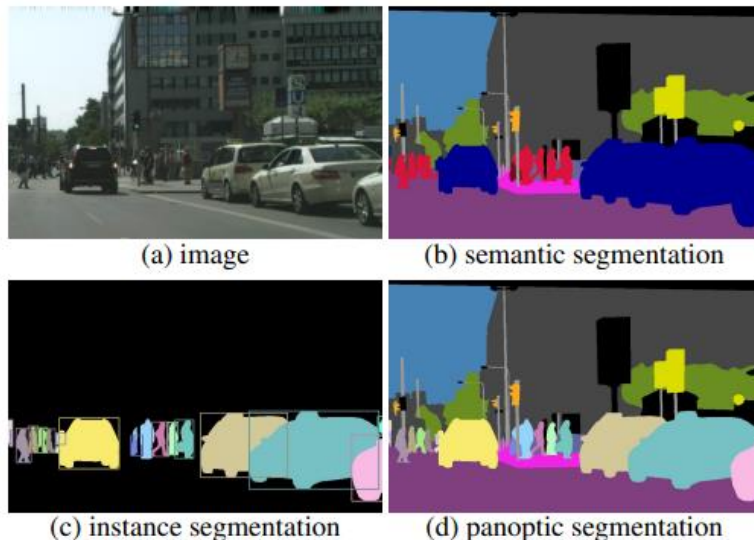 (a) image
(b) semantic segmentation
(c) instance segmentation
(d) panoptic segmentation